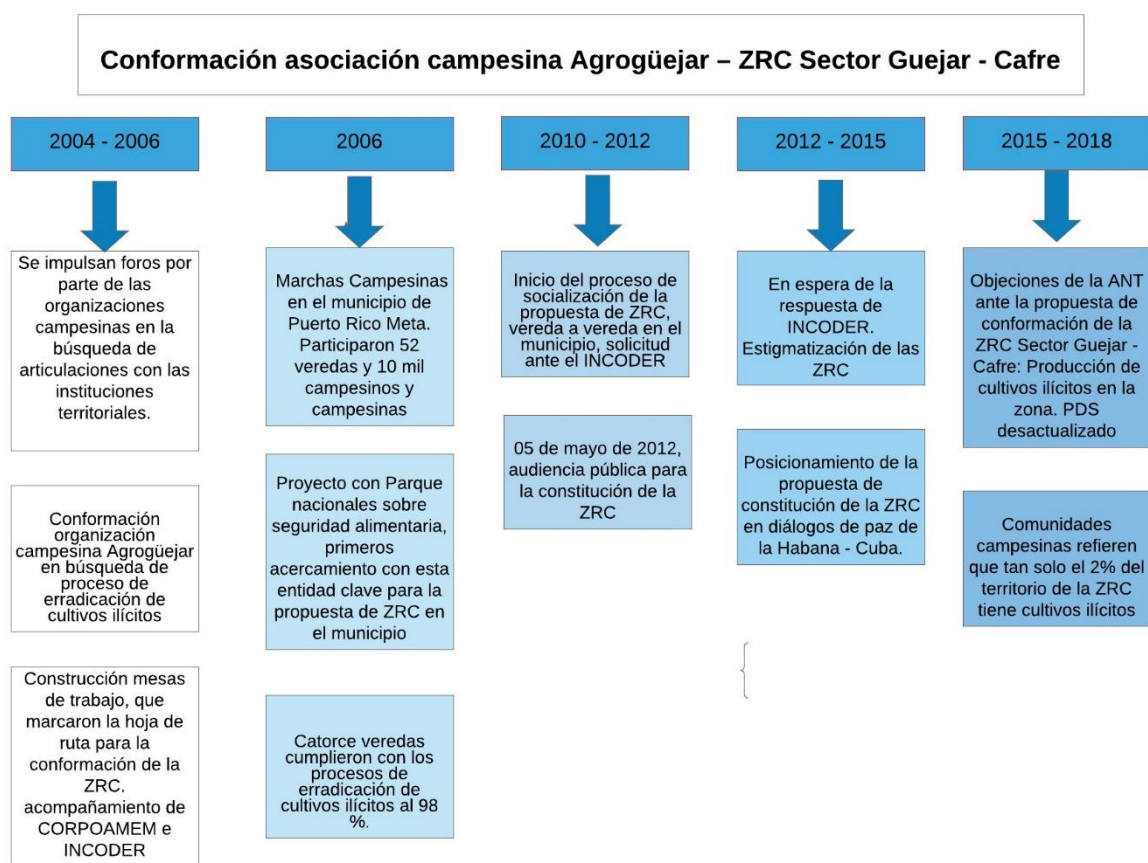 Conformación asociación campesina Agrogüejar – ZRC Sector Guejar - Cafre
2004 - 2006
Se impulsan foros por
parte de las
organizaciones
campesinas en la
búsqueda de
articulaciones con las
instituciones
territoriales.
Conformación
organización
campesina Agrogüejar
en búsqueda de
proceso de
erradicación de
cultivos ilícitos
Construcción mesas
de trabajo, que
marcaron la hoja de
ruta para la
conformación de la
ZRC.
acompañamiento de
CORPOAMEM e
INCODER
2006
Marchas Campesinas
en el municipio de
Puerto Rico Meta.
Participaron 52
veredas y 10 mil
campesinos y
campesinas
Proyecto con Parque
nacionales sobre
seguridad alimentaria,
primeros
acercamiento con esta
entidad clave para la
propuesta de ZRC en
el municipio
Catorce veredas
cumplieron con los
procesos de
erradicación de
cultivos ilícitos al 98
%.
2010 - 2012
Inicio del proceso de
socialización de la
propuesta de ZRC,
vereda a vereda en el
municipio, solicitud
ante el INCODER
05 de mayo de 2012,
audiencia pública para
la constitución de la
ZRC
2012 - 2015
En espera de la
respuesta de
INCODER.
Estigmatización de las
ZRC
Posicionamiento de la
propuesta de
constitución de la ZRC
en diálogos de paz de
la Habana - Cuba.
2015 - 2018
Objeciones de la ANT
ante la propuesta de
conformación de la
ZRC Sector Guejar -
Cafre: Producción de
cultivos ilícitos en la
zona. PDS
desactualizado
Comunidades
campesinas refieren
que tan solo el 2% del
territorio de la ZRC
tiene cultivos ilícitos